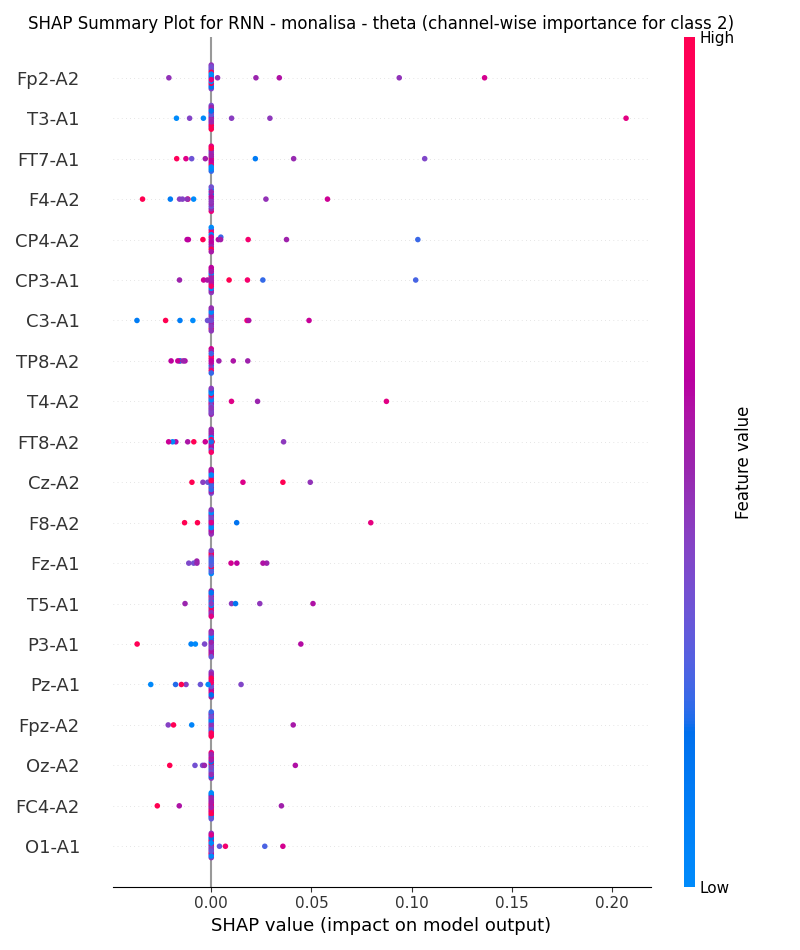 SHAP Summary Plot for RNN - monalisa - theta (channel-wise importance for class 2)
High
Fp2-A2
T3-A1
FT7-A1
F4-A2
CP4-A2
CP3-A1
C3-A1
TP8-A2
T4-A2
FT8-A2
Cz-A2
F8-A2
Fz-A1
T5-A1
P3-A1
Pz-A1
Fpz-A2
Oz-A2
FC4-A2
O1-A1
Feature value
Low
0.00 0.05 0.10 0.15 0.20
SHAP value (impact on model output)